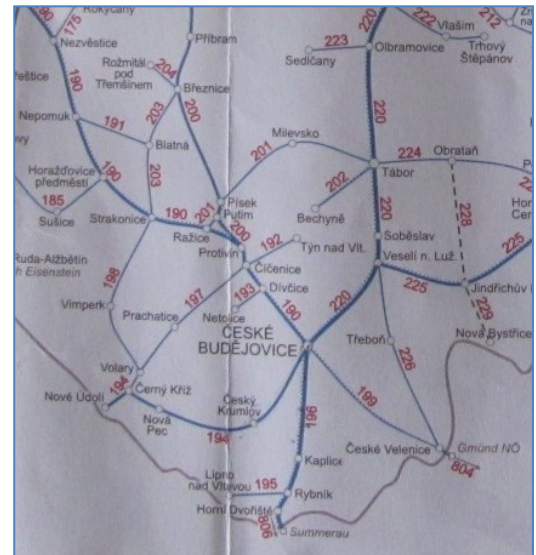 Rokycany
175
Nezvěstice
190
Příbram
Rožmitál
pod
Třemšínem
204
Březnice
200
220
223
Sedlčany
Olbramovice
222
Vlašim
Trhový
Štěpánov
212
Nepomuk
191
203
Blatná
203
Milevsko
201
220
224
Obrataň
Tábor
Horažďovice
předměstí
190
185
Sušice
Strakonice
190
201
Ražice
Písek
Putim
200
Protivín
192
Týn nad Vlt.
202
Bechyně
220
Soběslav
Veselí n. Luž.
228
225
225
Jindřichův
229
Nová Bystřice
198
Číčenice
Dívčice
193
Netolice
190
220
197
Vimperk
Prachatice
ČESKÉ
BUDĚJOVICE
Třeboň
226
199
Volary
194
Černý Kříž
Nové Údolí
Nová
Pec
194
Český
Krumlov
196
České Velenice
Gmünd NÖ
804
Kaplice
Lipno
nad Vltavou
195
Rybník
Horní Dvořiště
806
Summerau